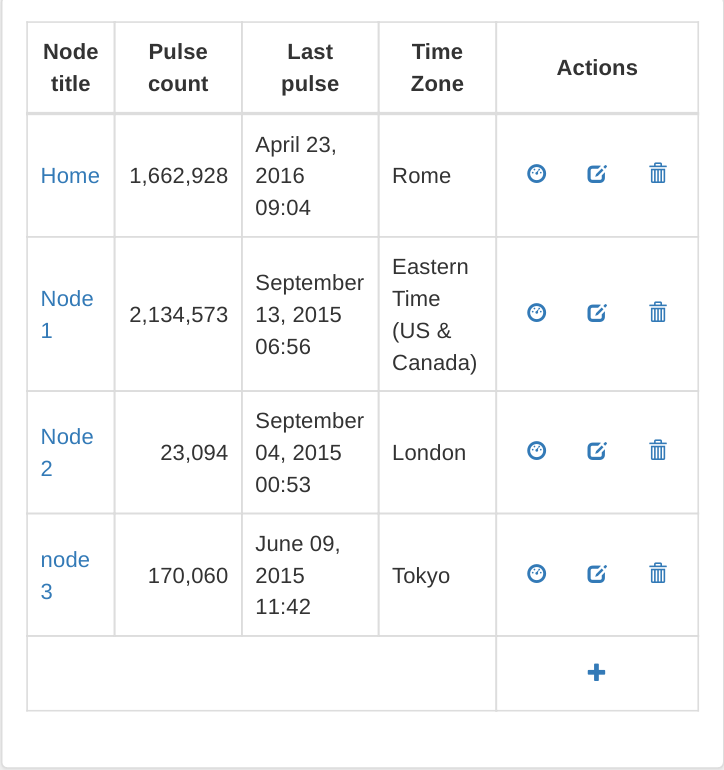 Node title
Pulse count
Last pulse
Time Zone
Actions
Home
1,662,928
April 23,
2016
09:04
Rome
Node
1
2,134,573
September
13, 2015
06:56
Eastern
Time
(US &
Canada)
Node
2
23,094
September
04, 2015
00:53
London
node
3
170,060
June 09,
2015
11:42
Tokyo